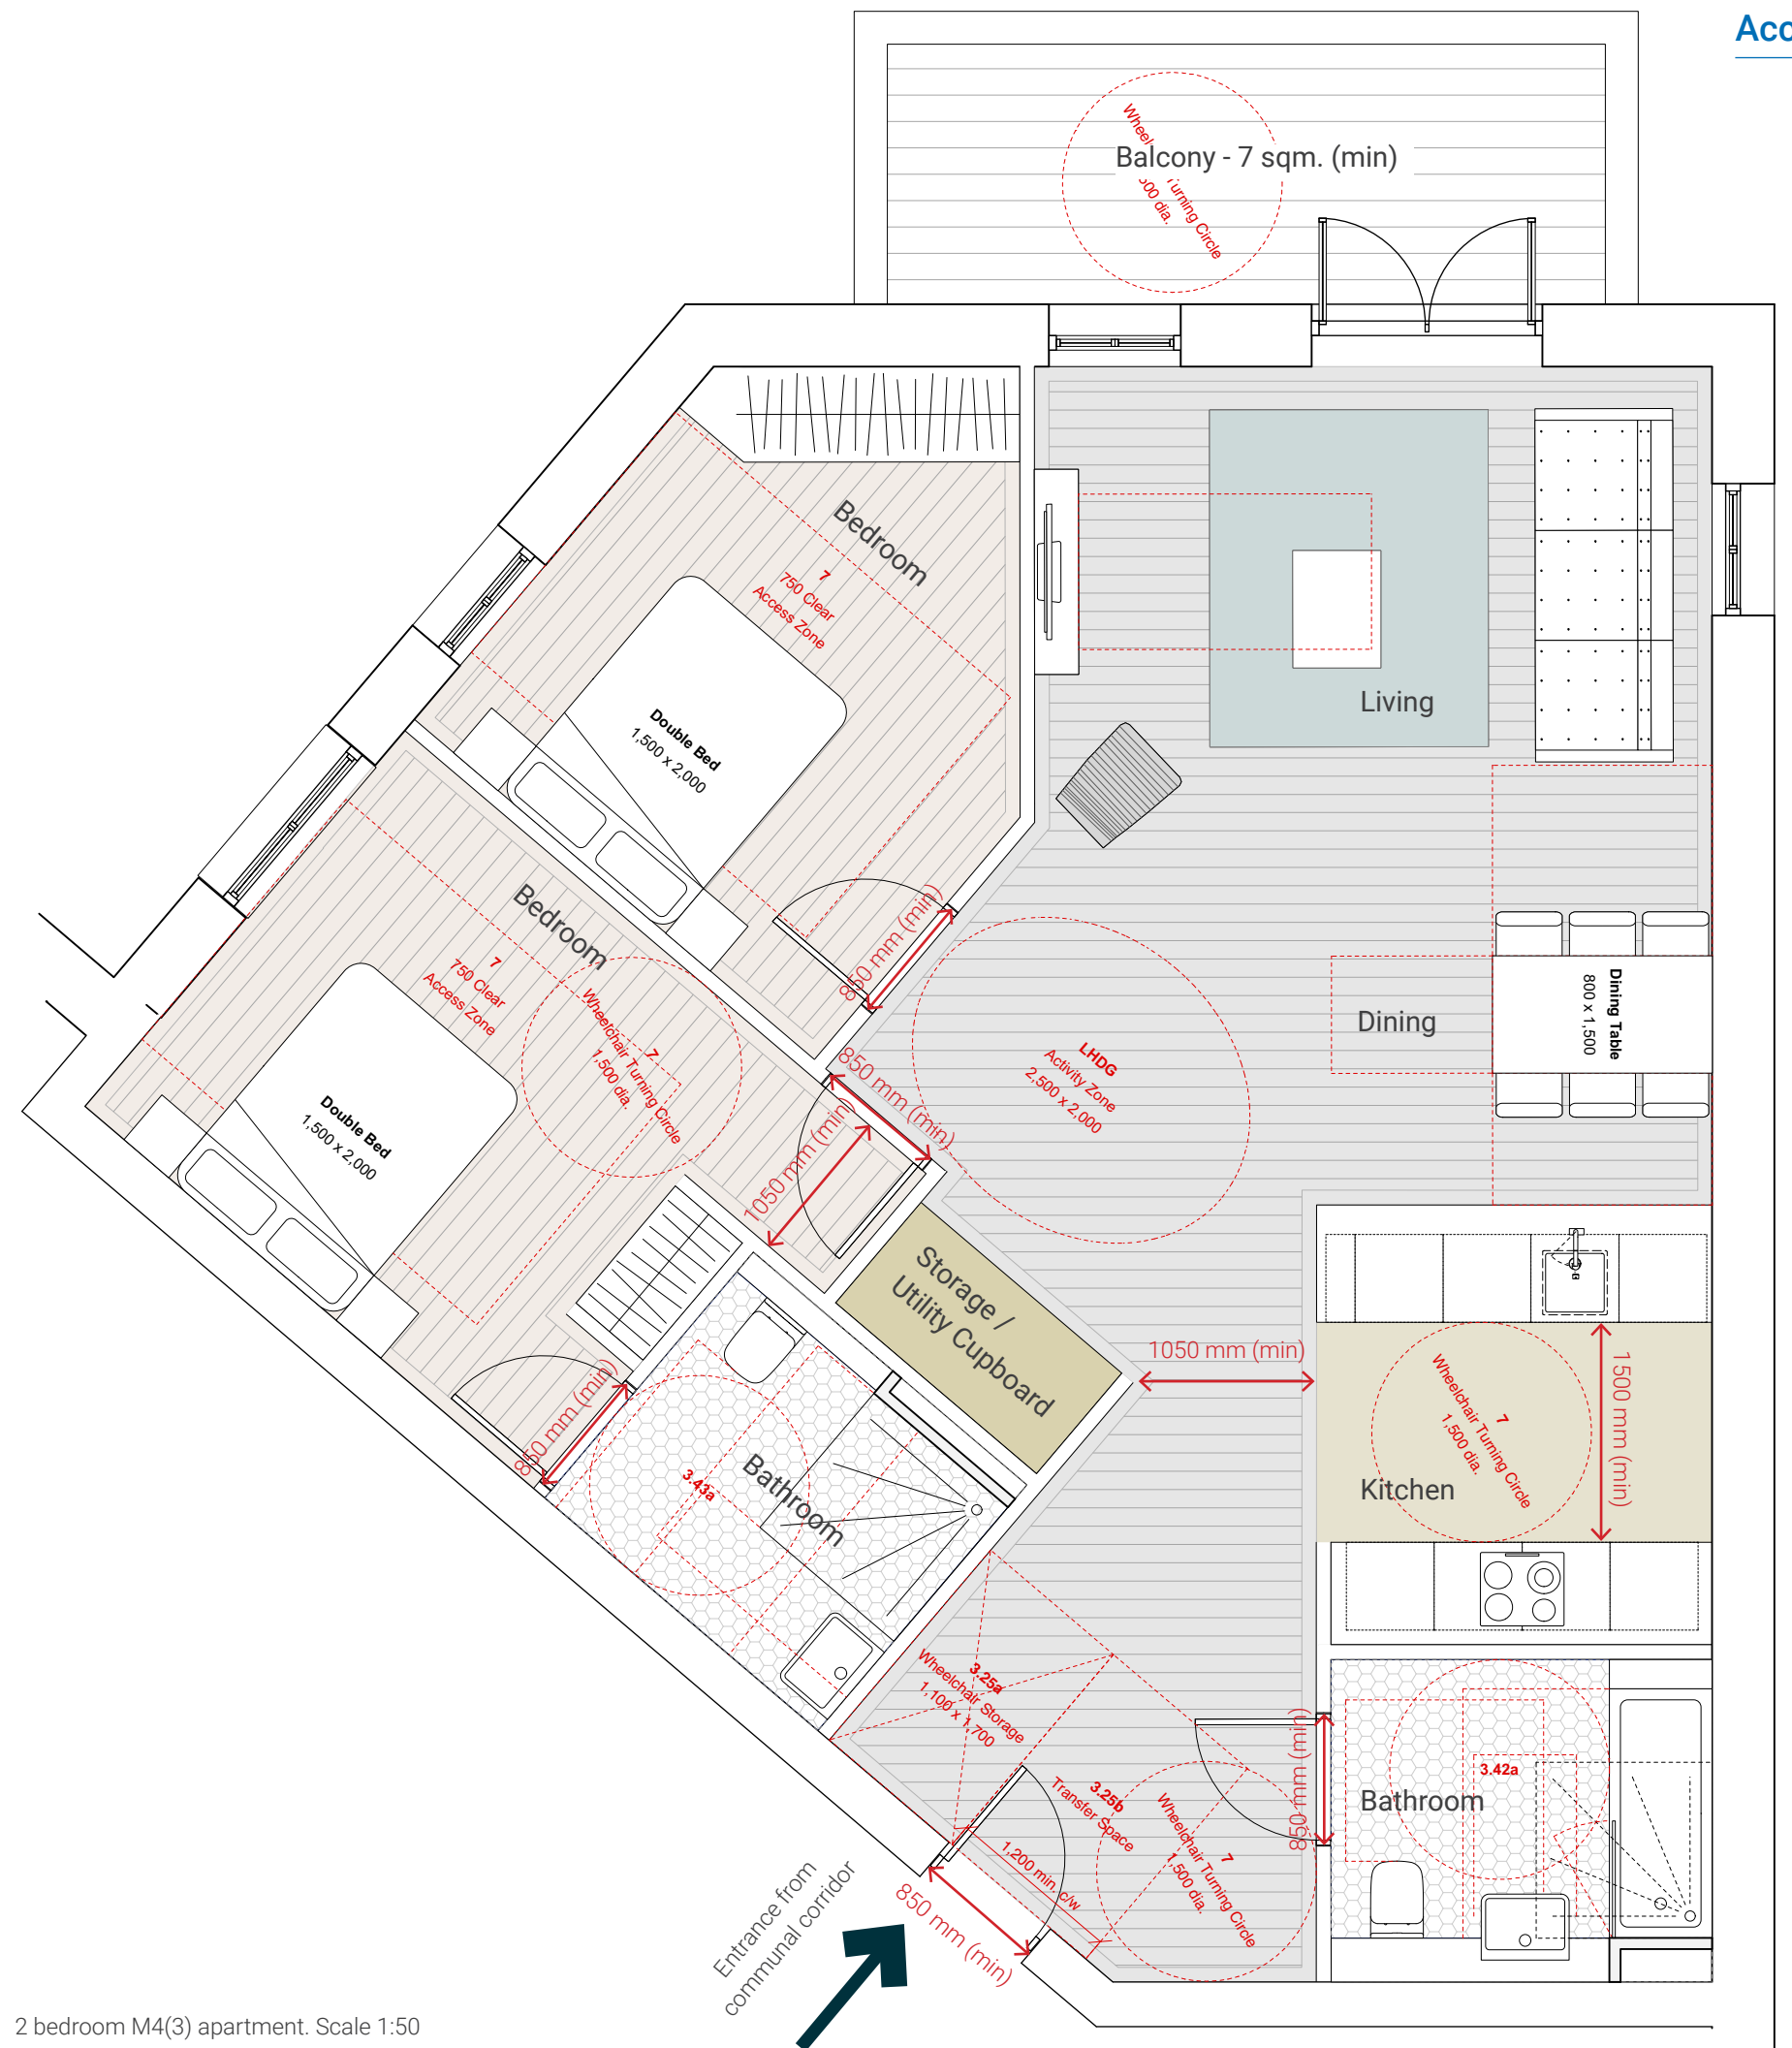 Acc
Wheel
Turning Circle
500 dia.
Balcony - 7 sqm. (min)
Bedroom
7
750 Clear
Access Zone
Double Bed
1,500 x 2,000
Living
850 mm (min)
Bedroom
7
750 Clear
Access Zone
7
Wheelchair Turning Circle
1,500 dia.
Double Bed
1,500 x 2,000
850 mm (min)
1050 mm (min)
LHDG
Activity Zone
2,500 x 2,000
Dining
Dining Table
800 x 1,500
Storage /
Utility Cupboard
1050 mm (min)
7
Wheelchair Turning Circle
1,500 dia.
1500 mm (min)
Kitchen
850 mm (min)
3.43a
Bathroom
3.25a
Wheelchair Storage
1,100 x 1,700
3.25b
Transfer Space
7
Wheelchair Turning Circle
1,500 dia.
1,200 min. c/w
850 mm (min)
3.42a
Bathroom
850 mm (min)
Entrance from
communal corridor
2 bedroom M4(3) apartment. Scale 1:50